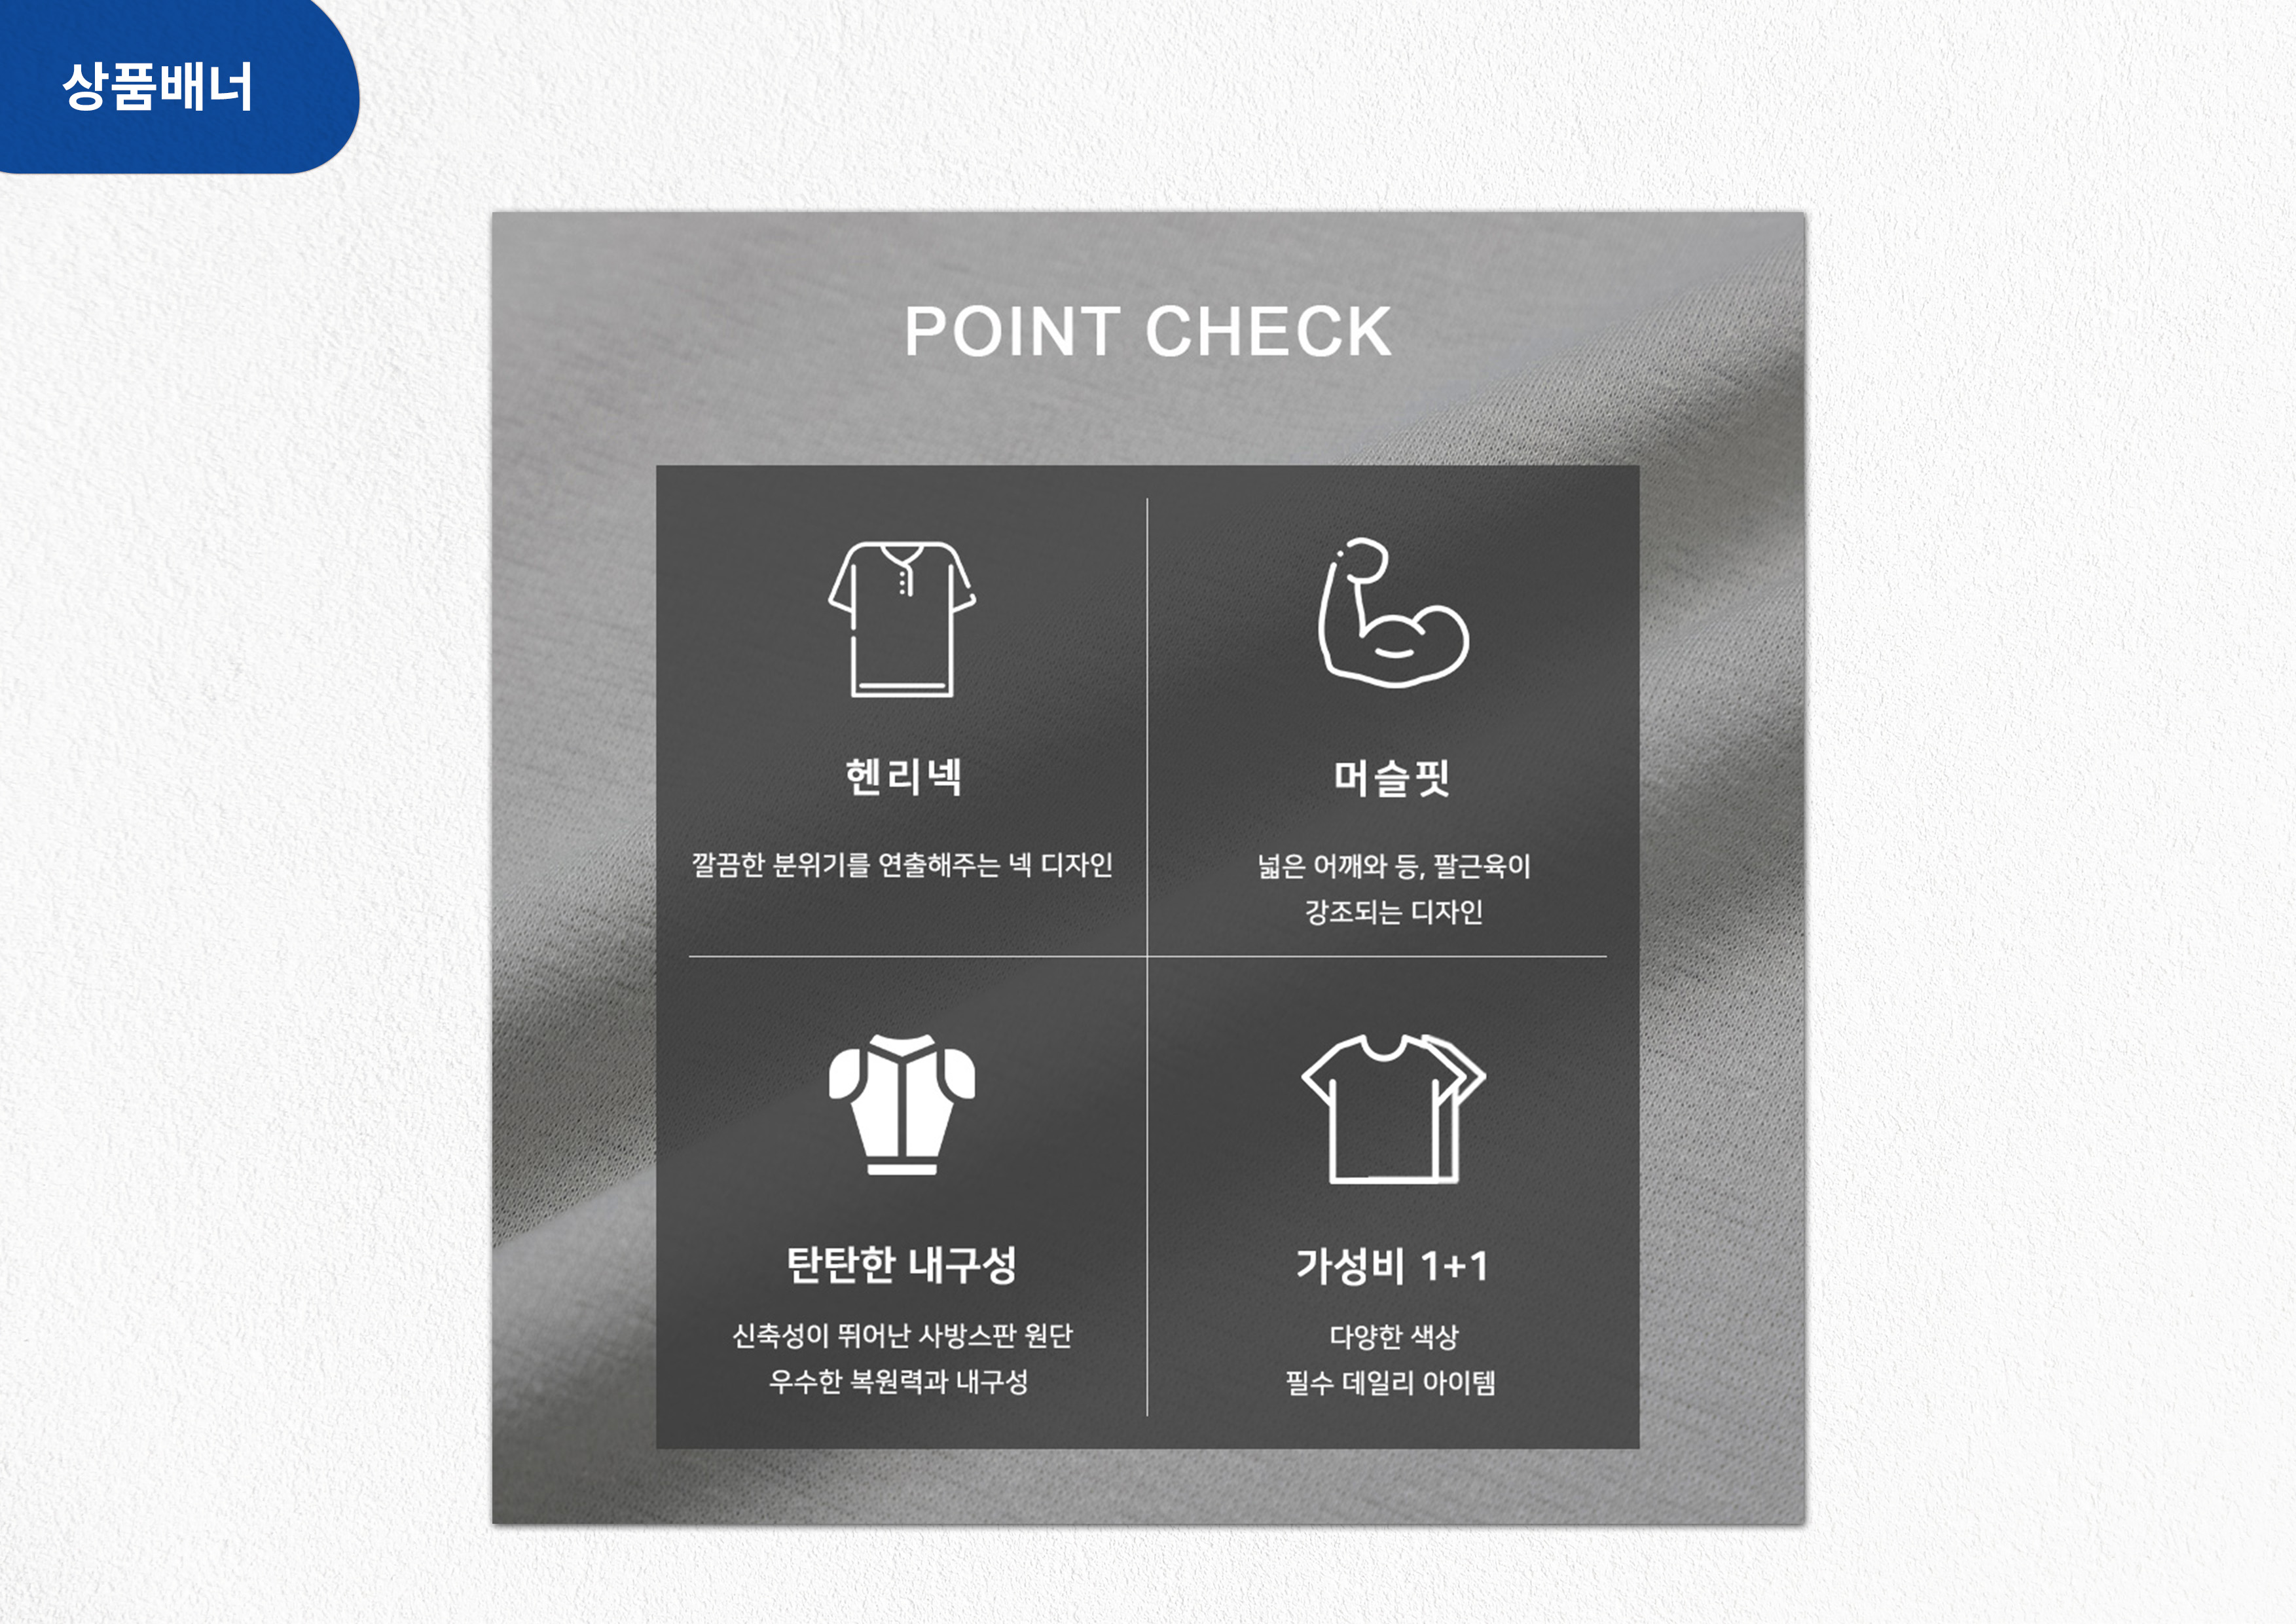 상품배너
POINT CHECK
헨리넥
깔끔한 분위기를 연출해주는 넥 디자인
머슬핏
넓은 어깨와 등, 팔근육이
강조되는 디자인
탄탄한 내구성
신축성이 뛰어난 사방스판 원단
우수한 복원력과 내구성
가성비 1+1
다양한 색상
필수 데일리 아이템